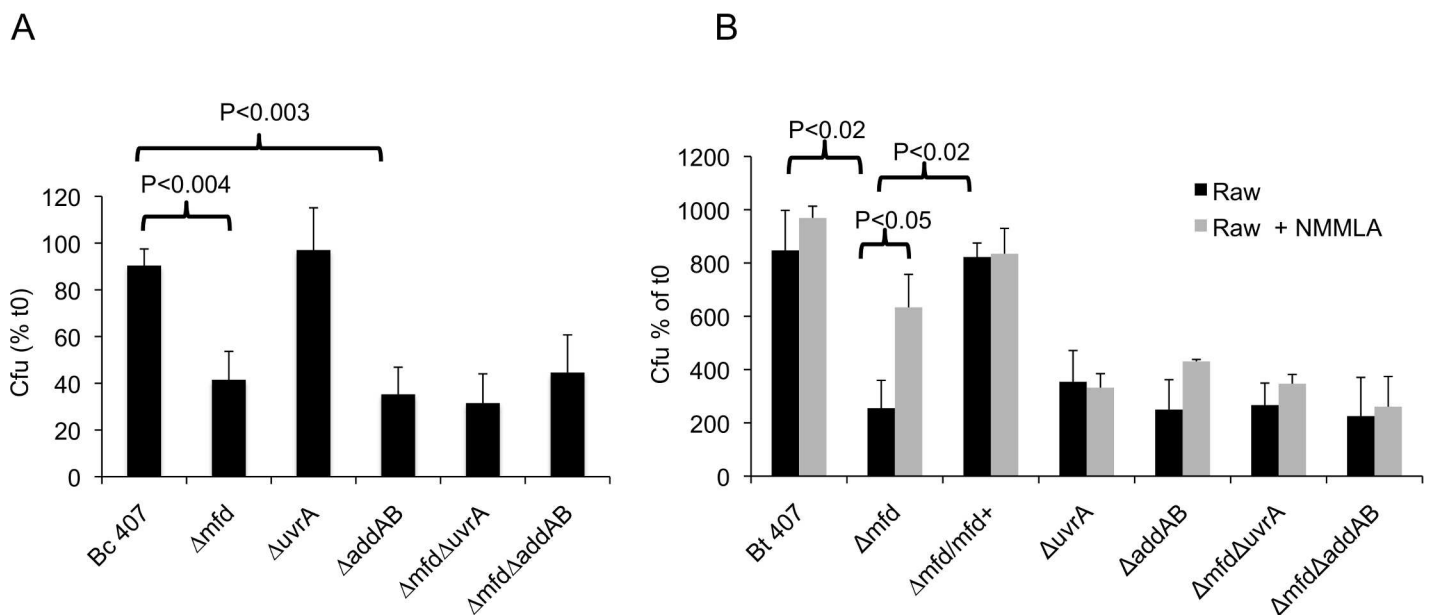 A
P<0.003
P<0.004
Cfu (% t0)
120
100
80
60
40
20
0
Bc 407
Δmfd
ΔuvrA
ΔaddAB
ΔmfdΔuvrA
ΔmfdΔaddAB
B
P<0.02
P<0.02
P<0.05
Raw
Raw + NMMLA
Cfu % of t0
1200
1000
800
600
400
200
0
Bt 407
Δmfd
Δmfd/mfd+
ΔuvrA
ΔaddAB
ΔmfdΔuvrA
ΔmfdΔaddAB